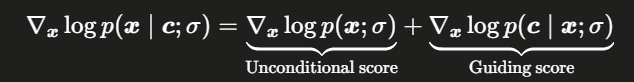 ∇𝒙 log p(𝒙 | 𝒄; σ) = ∇𝒙 log p(𝒙; σ) + ∇𝒙 log p(𝒄 | 𝒙; σ)
Unconditional score Guiding score